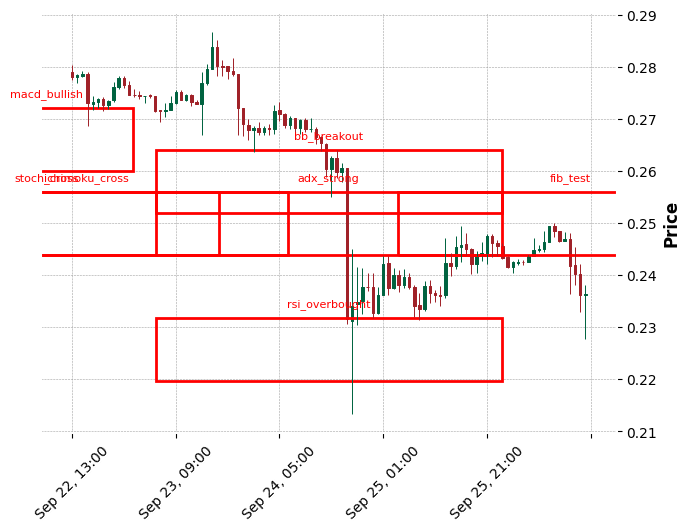 0.29
0.28
macd_bullish
0.27
bb_breakout
0.26
adx_strong
fib_test
0.25
Price
0.24
rsi_overbought
0.23
0.22
0.21
Sep 22, 13:00
Sep 23, 09:00
Sep 24, 05:00
Sep 25, 01:00
Sep 25, 21:00